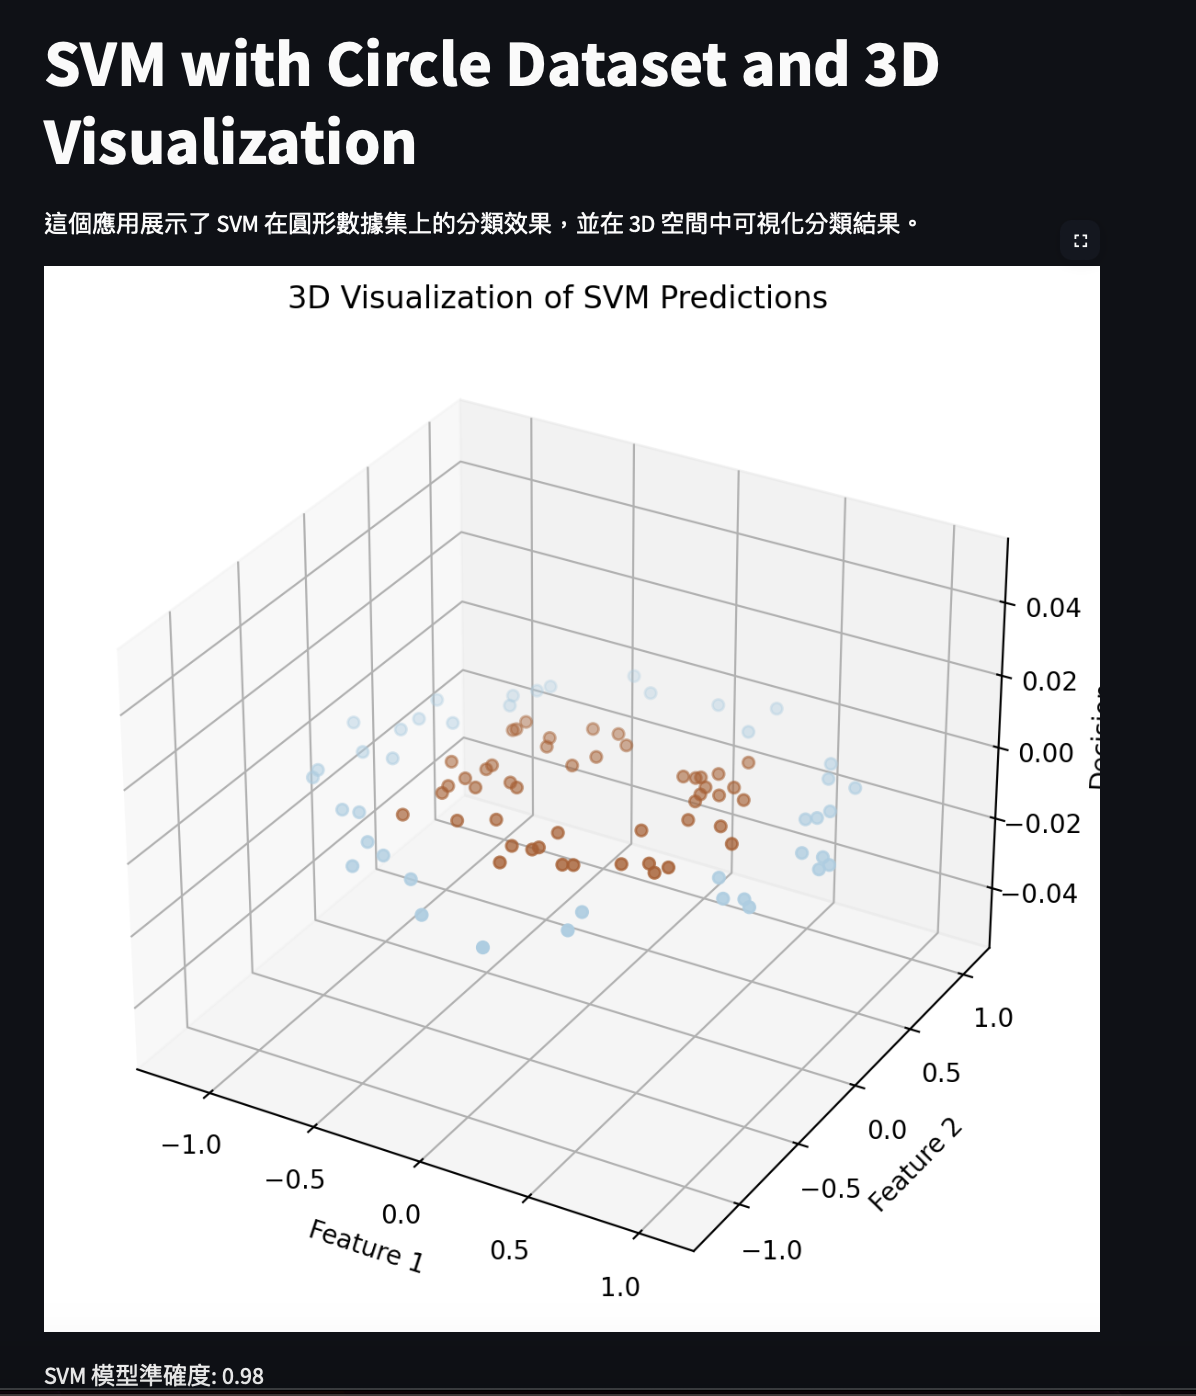 SVM with Circle Dataset and 3D
Visualization
這個應用展示了 SVM 在圓形數據集上的分類效果，並在 3D 空間中可視化分類結果。
3D Visualization of SVM Predictions
0.04
0.02
0.00
−0.02
−0.04
Decision
1.0
0.5
0.0
−0.5
−1.0
Feature 2
−1.0
−0.5
0.0
0.5
1.0
Feature 1
SVM 模型準確度: 0.98